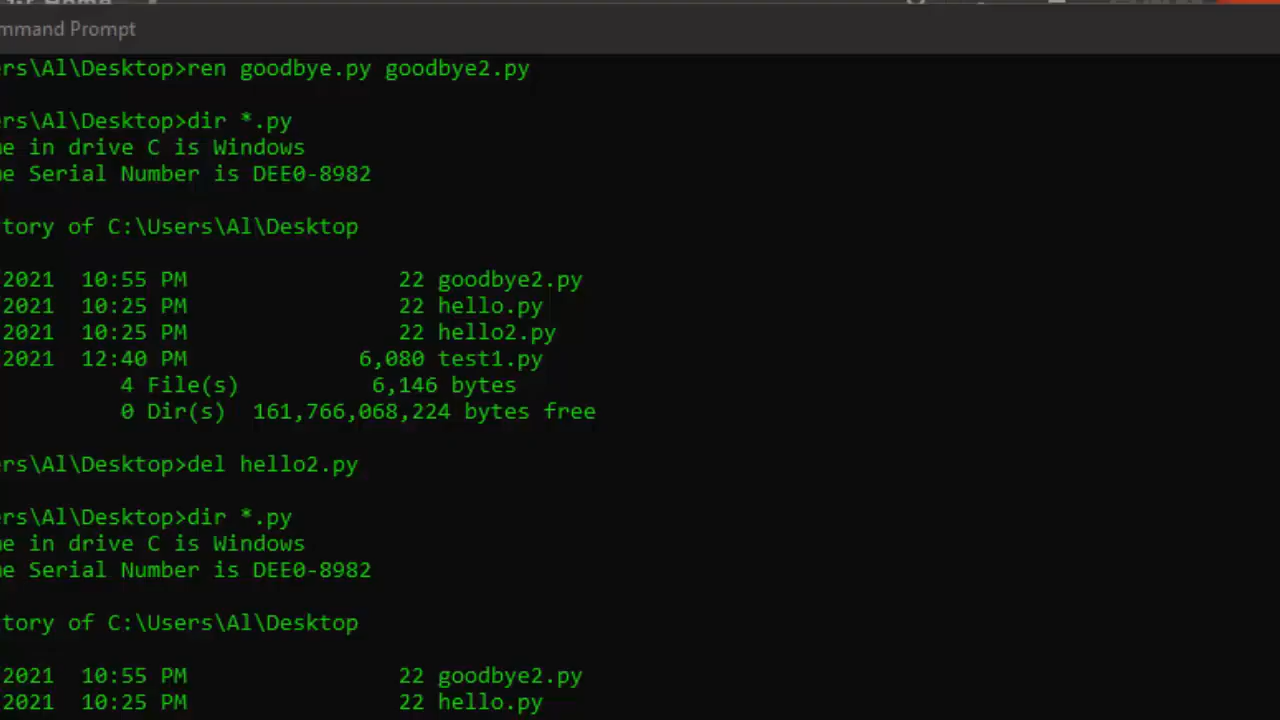 mmand Prompt
ers\Al\Desktop>ren goodbye.py goodbye2.py
ers\Al\Desktop>dir *.py
me in drive C is Windows
me Serial Number is DEE0-8982
tory of C:\Users\Al\Desktop
2021  10:55 PM                22 goodbye2.py
2021  10:25 PM                22 hello.py
2021  10:25 PM                22 hello2.py
2021  12:40 PM             6,080 test1.py
4 File(s)          6,146 bytes
0 Dir(s)  161,766,068,224 bytes free
ers\Al\Desktop>del hello2.py
ers\Al\Desktop>dir *.py
me in drive C is Windows
me Serial Number is DEE0-8982
tory of C:\Users\Al\Desktop
2021  10:55 PM                22 goodbye2.py
2021  10:25 PM                22 hello.py